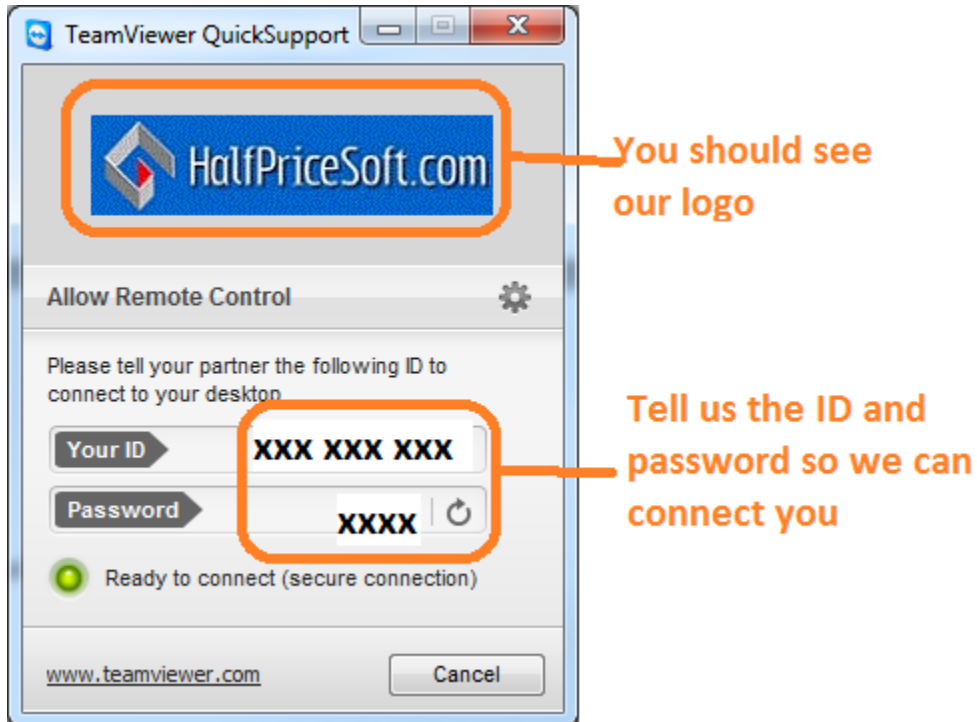 TeamViewer QuickSupport
HalfPriceSoft.com
You should see
our logo
Allow Remote Control
Please tell your partner the following ID to
connect to your desktop
Your ID
xxx xxx xxx
Password
xxxx
Tell us the ID and
password so we can
connect you
Ready to connect (secure connection)
www.teamviewer.com
Cancel